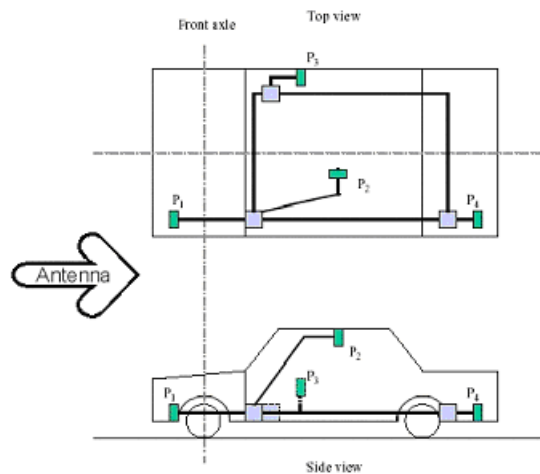 Top view
Front axle
P3
P2
P1
P4
Antenna
P2
P3
P1
P4
Side view